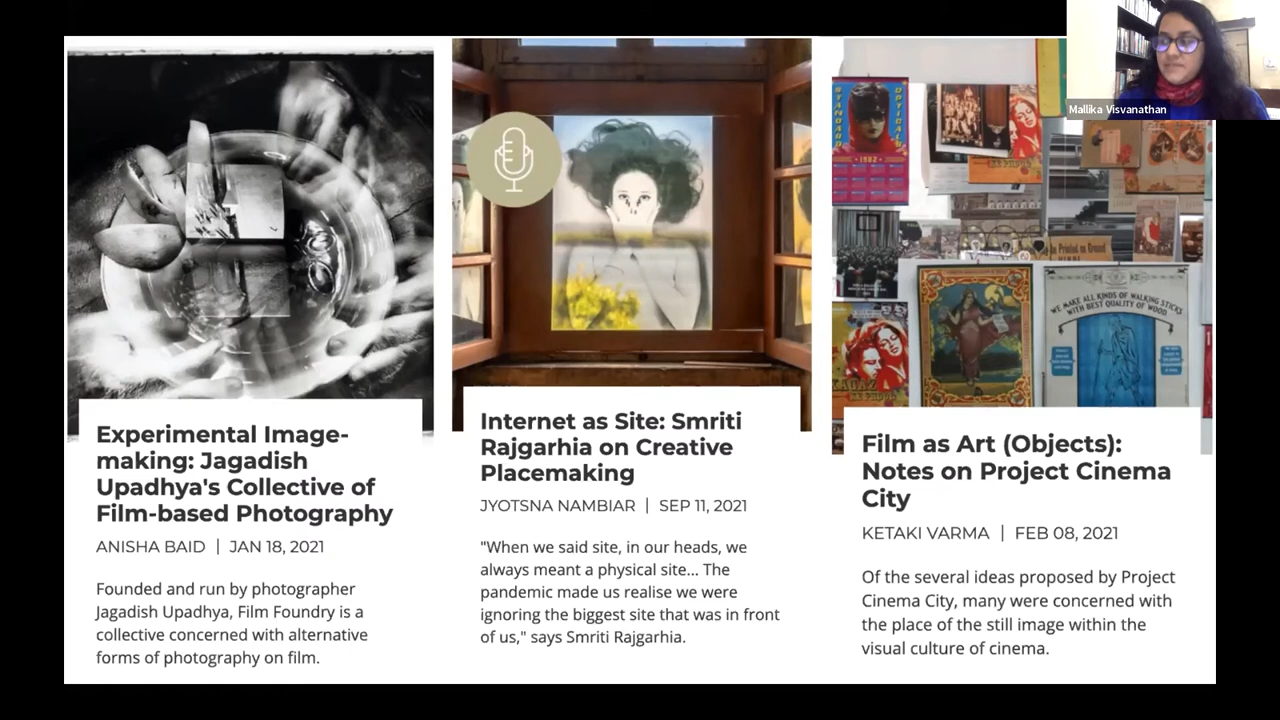 Mallika Visvanathan
STANDARD
OPTICALS
1982
WE MAKE ALL KINDS OF WALKING STICKS
WITH BEST QUALITY OF WOOD
KAGAZ
Experimental Image-
making: Jagadish
Upadhya's Collective of
Film-based Photography
ANISHA BAID | JAN 18, 2021
Founded and run by photographer
Jagadish Upadhya, Film Foundry is a
collective concerned with alternative
forms of photography on film.
Internet as Site: Smriti
Rajgarhia on Creative
Placemaking
JYOTSNA NAMBIAR | SEP 11, 2021
"When we said site, in our heads, we
always meant a physical site... The
pandemic made us realise we were
ignoring the biggest site that was in front
of us," says Smriti Rajgarhia.
Film as Art (Objects):
Notes on Project Cinema
City
KETAKI VARMA | FEB 08, 2021
Of the several ideas proposed by Project
Cinema City, many were concerned with
the place of the still image within the
visual culture of cinema.